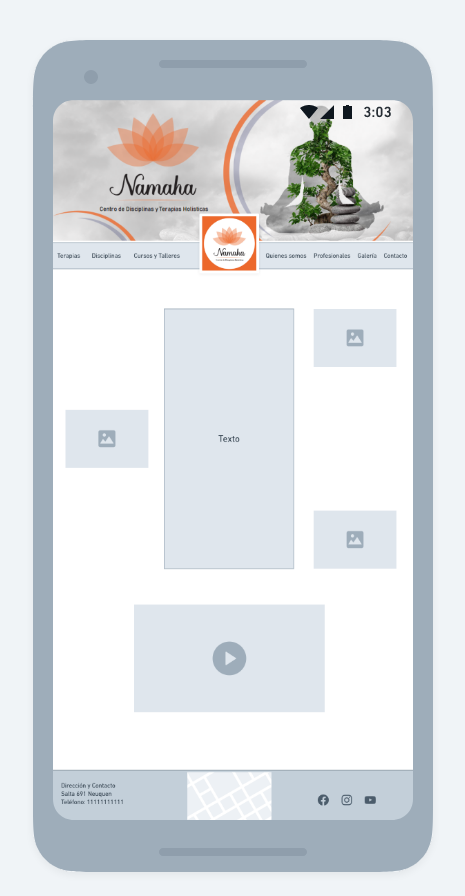 3:03
Namaha
Centro de Disciplinas y Terapias Holísticas
Namaha
Terapias Disciplinas Cursos y Talleres Quienes somos Profesionales Galería Contacto
Texto
Dirección y Contacto
Salta 691 Neuquen
Teléfono: 11111111111